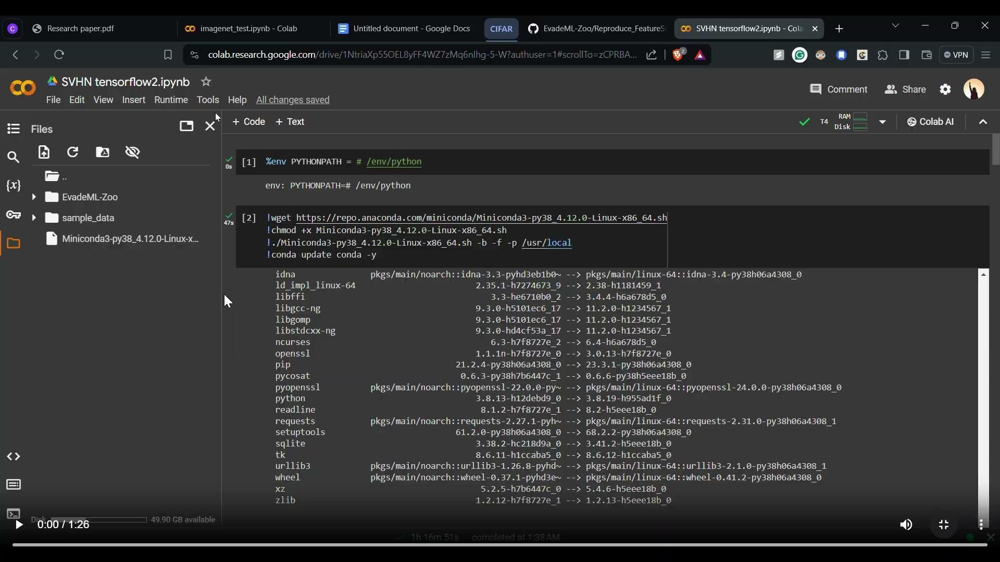 C Research paper.pdf imagenet_test.ipynb - Colab Untitled document - Google Docs CIFAR EvadeML-Zoo/Reproduce_FeatureS SVHN tensorflow2.ipynb - Cola
colab.research.google.com/drive/1NtriaXp55OEL8yFF4WZ7zMq6nlhg-5-W?authuser=1#scrollTo=zCPRBA... 2 VPN
SVHN tensorflow2.ipynb
File Edit View Insert Runtime Tools Help All changes saved
Comment Share
Files
+ Code + Text
T4 RAM
Disk
Colab AI
..
EvadeML-Zoo
sample_data
Miniconda3-py38_4.12.0-Linux-x...
{x}
0s [1] %env PYTHONPATH = # /env/python
env: PYTHONPATH=# /env/python
47s [2] !wget https://repo.anaconda.com/miniconda/Miniconda3-py38_4.12.0-Linux-x86_64.sh
!chmod +x Miniconda3-py38_4.12.0-Linux-x86_64.sh
!./Miniconda3-py38_4.12.0-Linux-x86_64.sh -b -f -p /usr/local
!conda update conda -y
idna pkgs/main/noarch::idna-3.3-pyhd3eb1b0~ --> pkgs/main/linux-64::idna-3.4-py38h06a4308_0
ld_impl_linux-64 2.35.1-h7274673_9 --> 2.38-h1181459_1
libffi 3.3-he6710b0_2 --> 3.4.4-h6a678d5_0
libgcc-ng 9.3.0-h5101ec6_17 --> 11.2.0-h1234567_1
libgomp 9.3.0-h5101ec6_17 --> 11.2.0-h1234567_1
libstdcxx-ng 9.3.0-hd4cf53a_17 --> 11.2.0-h1234567_1
ncurses 6.3-h7f8727e_2 --> 6.4-h6a678d5_0
openssl 1.1.1n-h7f8727e_0 --> 3.0.13-h7f8727e_0
pip 21.2.4-py38h06a4308_0 --> 23.3.1-py38h06a4308_0
pycosat 0.6.3-py38h7b6447c_1 --> 0.6.6-py38h5eee18b_0
pyopenssl pkgs/main/noarch::pyopenssl-22.0.0-py~ --> pkgs/main/linux-64::pyopenssl-24.0.0-py38h06a4308_0
python 3.8.13-h12debd9_0 --> 3.8.19-h955ad1f_0
readline 8.1.2-h7f8727e_1 --> 8.2-h5eee18b_0
requests pkgs/main/noarch::requests-2.27.1-pyh~ --> pkgs/main/linux-64::requests-2.31.0-py38h06a4308_1
setuptools 61.2.0-py38h06a4308_0 --> 68.2.2-py38h06a4308_0
sqlite 3.38.2-hc218d9a_0 --> 3.41.2-h5eee18b_0
tk 8.6.11-h1ccaba5_0 --> 8.6.12-h1ccaba5_0
urllib3 pkgs/main/noarch::urllib3-1.26.8-pyhd~ --> pkgs/main/linux-64::urllib3-2.1.0-py38h06a4308_1
wheel pkgs/main/noarch::wheel-0.37.1-pyhd3e~ --> pkgs/main/linux-64::wheel-0.41.2-py38h06a4308_0
xz 5.2.5-h7b6447c_0 --> 5.4.6-h5eee18b_0
zlib 1.2.12-h7f8727e_1 --> 1.2.13-h5eee18b_0
Disk 49.90 GB available
0:00 / 1:26
1h 16m 51s completed at 1:38 AM